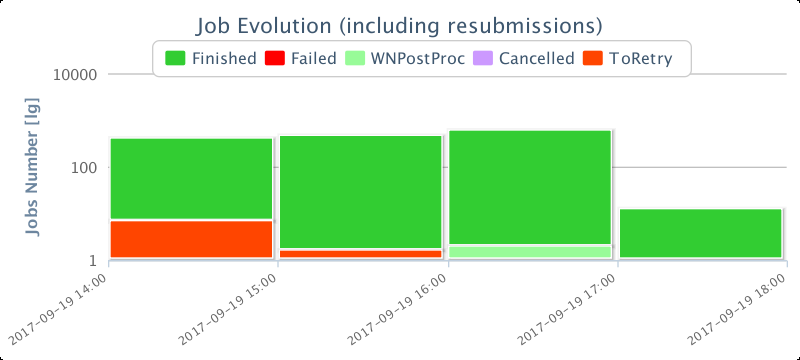 Job Evolution (including resubmissions)
Finished Failed WNPostProc Cancelled ToRetry
Jobs Number [lg]
10000
100
1
2017-09-19 14:00
2017-09-19 15:00
2017-09-19 16:00
2017-09-19 17:00
2017-09-19 18:00